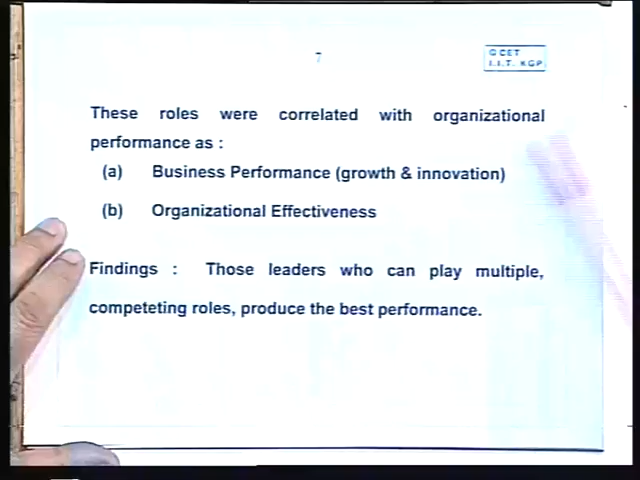 7
G CET
I.I.T. KGP
These roles were correlated with organizational
performance as :
(a) Business Performance (growth & innovation)
(b) Organizational Effectiveness
Findings : Those leaders who can play multiple,
competeting roles, produce the best performance.